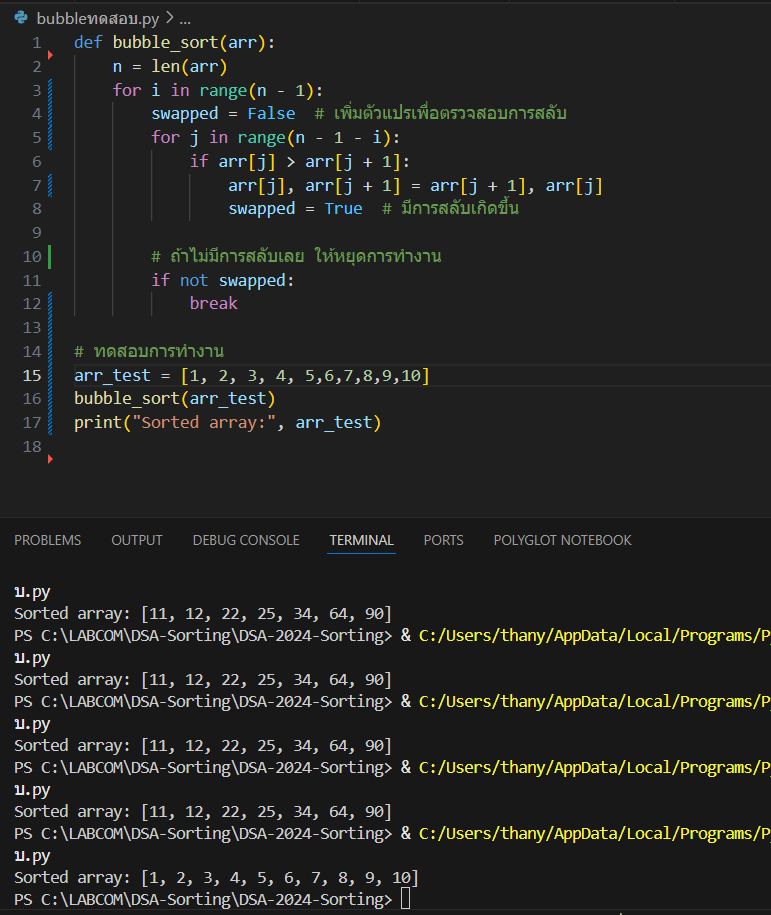 bubbleทดสอบ.py > ...
1 def bubble_sort(arr):
2 n = len(arr)
3 for i in range(n - 1):
4 swapped = False # เพิ่มตัวแปรเพื่อตรวจสอบการสลับ
5 for j in range(n - 1 - i):
6 if arr[j] > arr[j + 1]:
7 arr[j], arr[j + 1] = arr[j + 1], arr[j]
8 swapped = True # มีการสลับเกิดขึ้น
9
10 # ถ้าไม่มีการสลับเลย ให้หยุดการทำงาน
11 if not swapped:
12 break
13
14 # ทดสอบการทำงาน
15 arr_test = [1, 2, 3, 4, 5,6,7,8,9,10]
16 bubble_sort(arr_test)
17 print("Sorted array:", arr_test)
18
PROBLEMS OUTPUT DEBUG CONSOLE TERMINAL PORTS POLYGLOT NOTEBOOK
บ.py
Sorted array: [11, 12, 22, 25, 34, 64, 90]
PS C:\LABCOM\DSA-Sorting\DSA-2024-Sorting> & C:/Users/thany/AppData/Local/Programs/P
บ.py
Sorted array: [11, 12, 22, 25, 34, 64, 90]
PS C:\LABCOM\DSA-Sorting\DSA-2024-Sorting> & C:/Users/thany/AppData/Local/Programs/P
บ.py
Sorted array: [11, 12, 22, 25, 34, 64, 90]
PS C:\LABCOM\DSA-Sorting\DSA-2024-Sorting> & C:/Users/thany/AppData/Local/Programs/P
บ.py
Sorted array: [11, 12, 22, 25, 34, 64, 90]
PS C:\LABCOM\DSA-Sorting\DSA-2024-Sorting> & C:/Users/thany/AppData/Local/Programs/P
บ.py
Sorted array: [1, 2, 3, 4, 5, 6, 7, 8, 9, 10]
PS C:\LABCOM\DSA-Sorting\DSA-2024-Sorting>